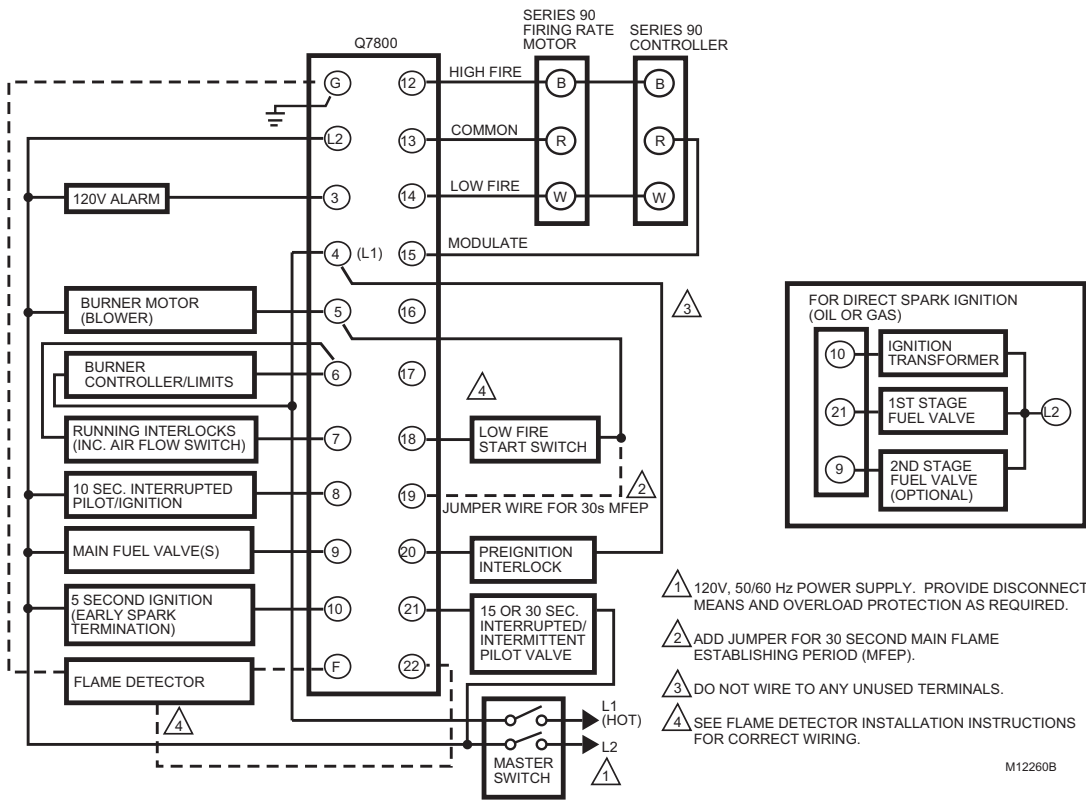 Q7800
SERIES 90
FIRING RATE
MOTOR
SERIES 90
CONTROLLER
G
12
HIGH FIRE
B
B
L2
13
COMMON
R
R
120V ALARM
3
14
LOW FIRE
W
W
4
(L1)
15
MODULATE
BURNER MOTOR
(BLOWER)
5
16
3
BURNER
CONTROLLER/LIMITS
6
17
4
RUNNING INTERLOCKS
(INC. AIR FLOW SWITCH)
7
18
LOW FIRE
START SWITCH
10 SEC. INTERRUPTED
PILOT/IGNITION
8
19
2
JUMPER WIRE FOR 30s MFEP
MAIN FUEL VALVE(S)
9
20
PREIGNITION
INTERLOCK
5 SECOND IGNITION
(EARLY SPARK
TERMINATION)
10
21
15 OR 30 SEC.
INTERRUPTED/
INTERMITTENT
PILOT VALVE
FLAME DETECTOR
F
22
4
L1
(HOT)
L2
MASTER
SWITCH
1
FOR DIRECT SPARK IGNITION
(OIL OR GAS)
10
IGNITION
TRANSFORMER
21
1ST STAGE
FUEL VALVE
L2
9
2ND STAGE
FUEL VALVE
(OPTIONAL)
1 120V, 50/60 Hz POWER SUPPLY. PROVIDE DISCONNECT
MEANS AND OVERLOAD PROTECTION AS REQUIRED.
2 ADD JUMPER FOR 30 SECOND MAIN FLAME
ESTABLISHING PERIOD (MFEP).
3 DO NOT WIRE TO ANY UNUSED TERMINALS.
4 SEE FLAME DETECTOR INSTALLATION INSTRUCTIONS
FOR CORRECT WIRING.
M12260B